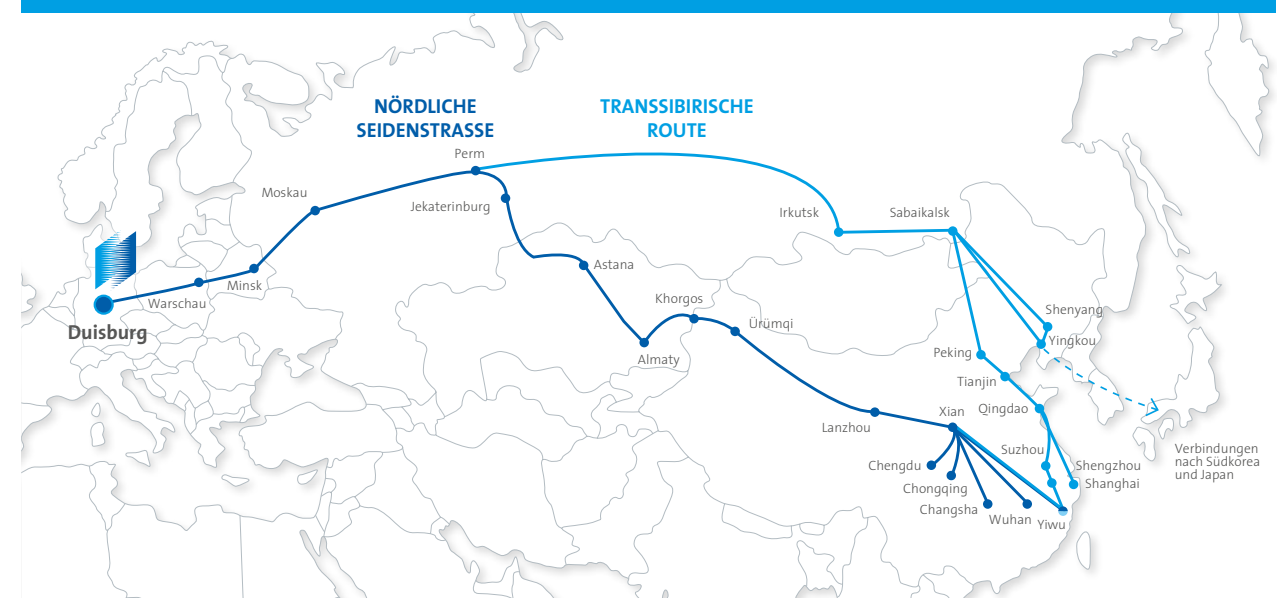 NÖRDLICHE
SEIDENSTRASSE
TRANSSIBIRISCHE
ROUTE
Perm
Moskau
Jekaterinburg
Irkutsk
Sabaikalsk
Astana
Minsk
Warschau
Khorgos
Duisburg
Ürümqi
Almaty
Shenyang
Yingkou
Peking
Tianjin
Lanzhou
Xian
Qingdao
Suzhou
Chengdu
Shengzhou
Chongqing
Shanghai
Changsha
Wuhan
Yiwu
Verbindungen
nach Südkorea
und Japan